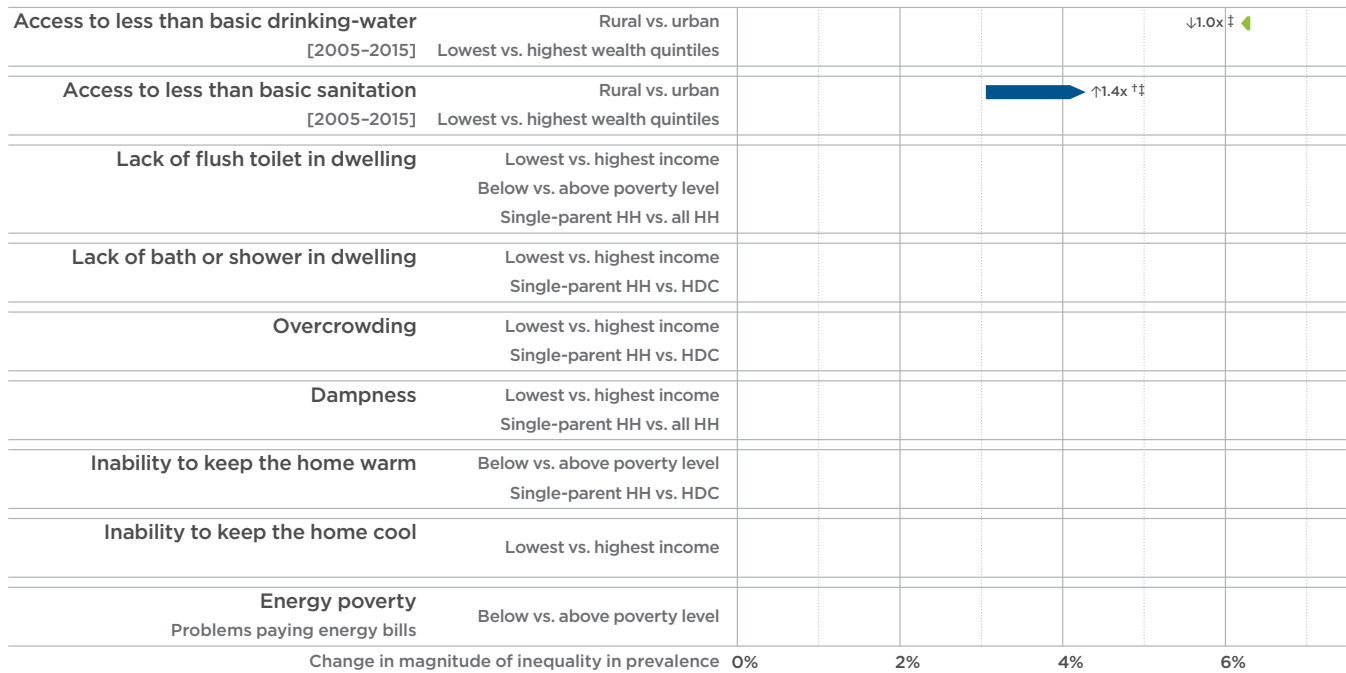 Access to less than basic drinking-water Rural vs. urban ↓1.0x ‡
[2005–2015] Lowest vs. highest wealth quintiles
Access to less than basic sanitation Rural vs. urban ↑1.4x †‡
[2005–2015] Lowest vs. highest wealth quintiles
Lack of flush toilet in dwelling Lowest vs. highest income
Below vs. above poverty level
Single-parent HH vs. all HH
Lack of bath or shower in dwelling Lowest vs. highest income
Single-parent HH vs. HDC
Overcrowding Lowest vs. highest income
Single-parent HH vs. HDC
Dampness Lowest vs. highest income
Single-parent HH vs. all HH
Inability to keep the home warm Below vs. above poverty level
Single-parent HH vs. HDC
Inability to keep the home cool
Lowest vs. highest income
Energy poverty
Below vs. above poverty level
Problems paying energy bills
Change in magnitude of inequality in prevalence 0% 2% 4% 6%